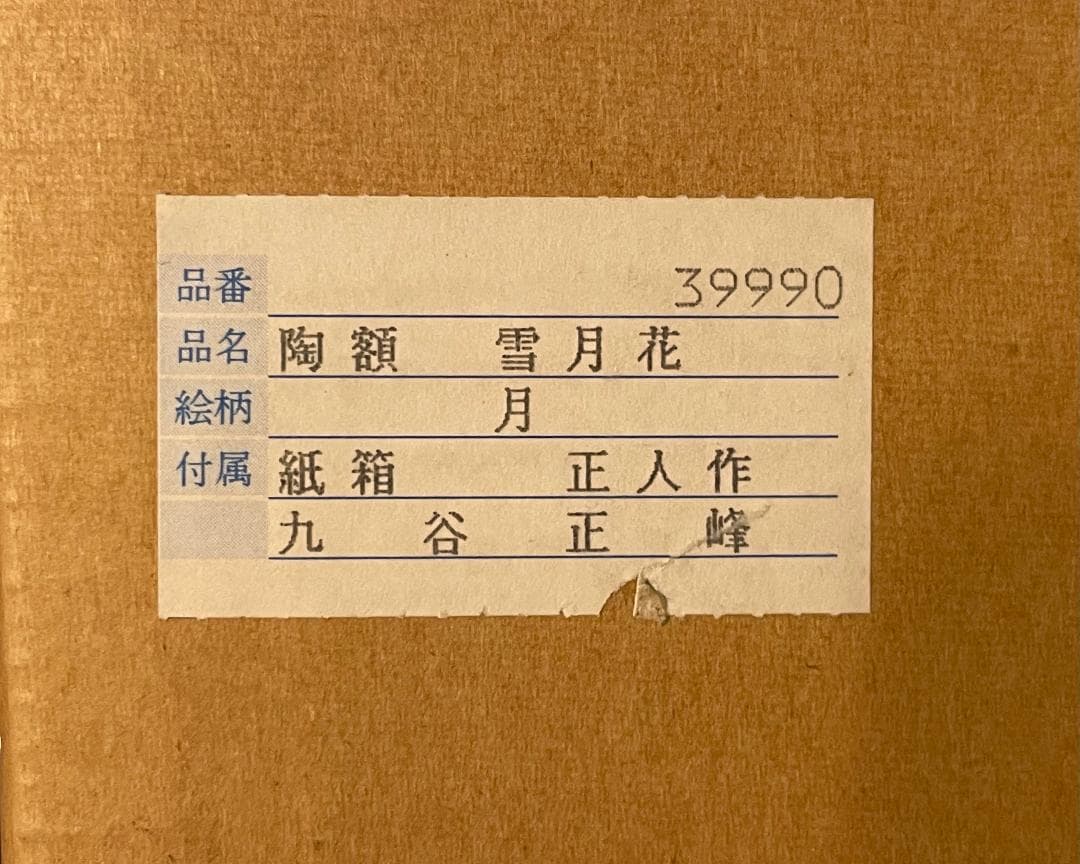 品番 39990
品名 陶額 雪月花
絵柄 月
付属 紙箱 正人作
九谷正峰